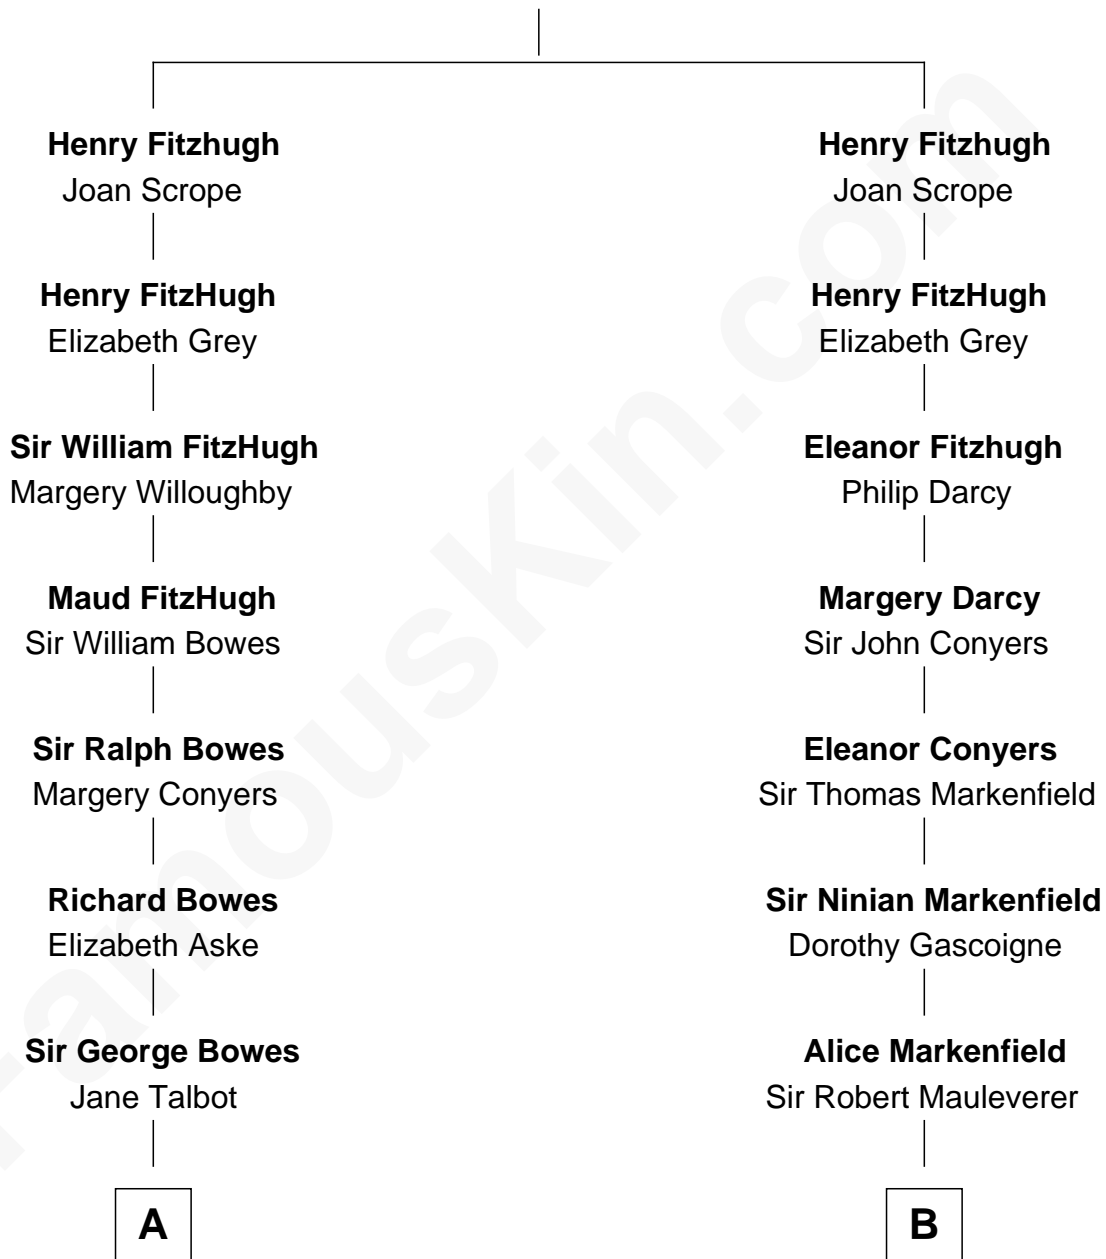 Henry Fitzhugh
Joan Scrope
Henry FitzHugh
Elizabeth Grey
Sir William FitzHugh
Margery Willoughby
Maud FitzHugh
Sir William Bowes
Sir Ralph Bowes
Margery Conyers
Richard Bowes
Elizabeth Aske
Sir George Bowes
Jane Talbot
A
Henry Fitzhugh
Joan Scrope
Henry FitzHugh
Elizabeth Grey
Eleanor Fitzhugh
Philip Darcy
Margery Darcy
Sir John Conyers
Eleanor Conyers
Sir Thomas Markenfield
Sir Ninian Markenfield
Dorothy Gascoigne
Alice Markenfield
Sir Robert Mauleverer
B
FamousKin.com